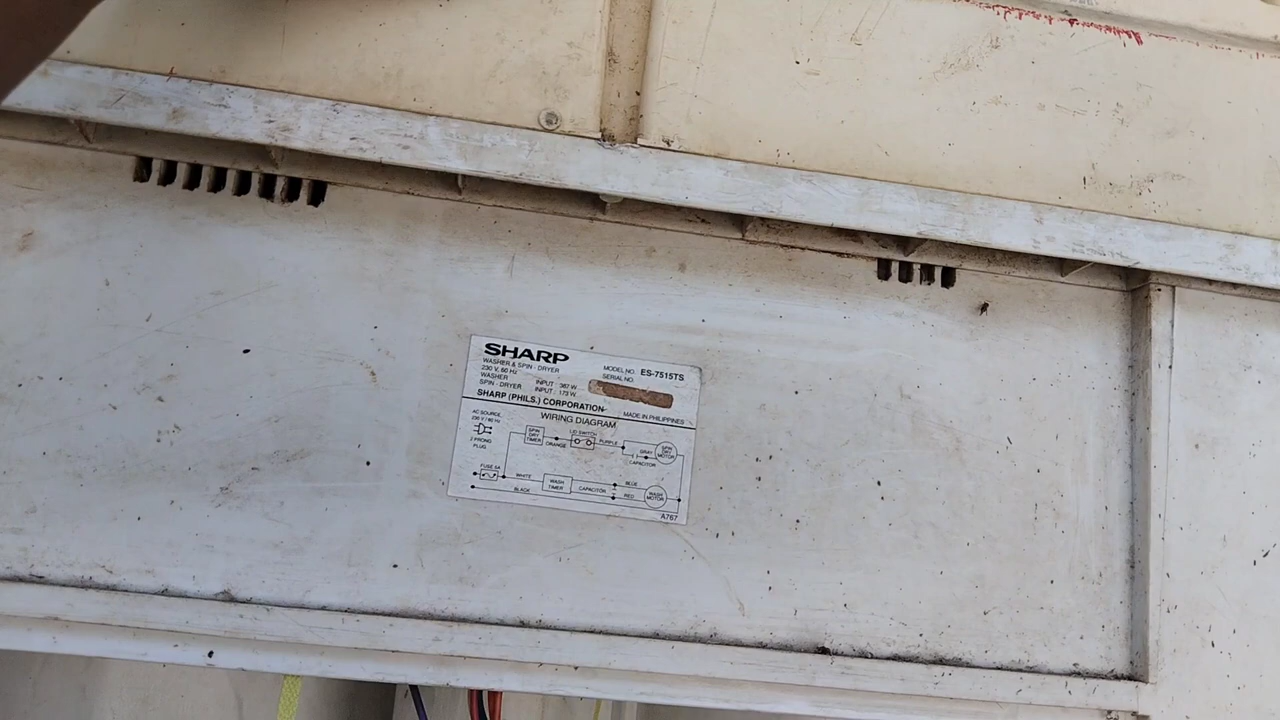 SHARP
WASHER & SPIN - DRYER
230 V, 60 Hz
WASHER INPUT : 387 W
SPIN - DRYER INPUT : 173 W
MODEL NO. ES-7515TS
SERIAL NO.
SHARP (PHILS.) CORPORATION
MADE IN PHILIPPINES
WIRING DIAGRAM
AC SOURCE
230 V / 60 Hz
2 PRONG
PLUG
SPIN
DRY
TIMER
ORANGE
LID SWITCH
PURPLE
GRAY
CAPACITOR
SPIN
DRY
MOTOR
FUSE 5A
WHITE
WASH
TIMER
CAPACITOR
BLUE
RED
WASH
MOTOR
BLACK
A767